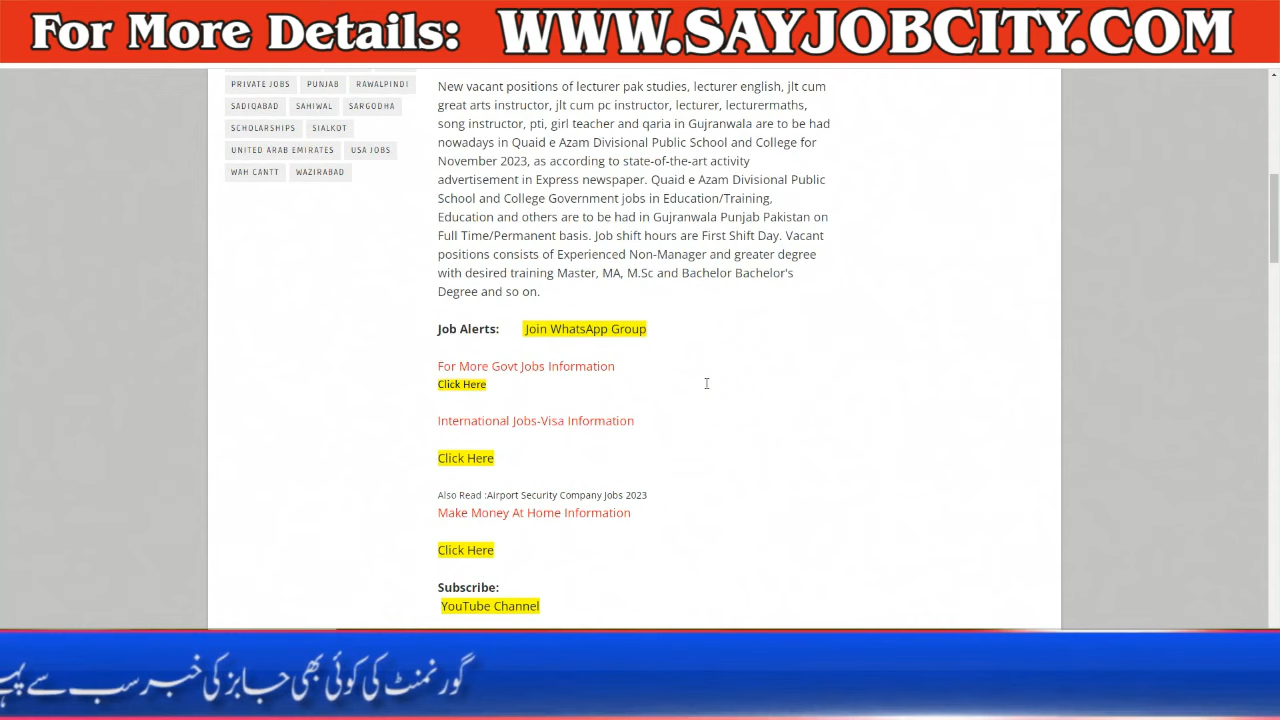 For More Details: WWW.SAYJOBCITY.COM
PRIVATE JOBS PUNJAB RAWALPINDI
SADIQABAD SAHIWAL SARGODHA
SCHOLARSHIPS SIALKOT
UNITED ARAB EMIRATES USA JOBS
WAH CANTT WAZIRABAD
New vacant positions of lecturer pak studies, lecturer english, jlt cum
great arts instructor, jlt cum pc instructor, lecturer, lecturermaths,
song instructor, pti, girl teacher and qaria in Gujranwala are to be had
nowadays in Quaid e Azam Divisional Public School and College for
November 2023, as according to state-of-the-art activity
advertisement in Express newspaper. Quaid e Azam Divisional Public
School and College Government jobs in Education/Training,
Education and others are to be had in Gujranwala Punjab Pakistan on
Full Time/Permanent basis. Job shift hours are First Shift Day. Vacant
positions consists of Experienced Non-Manager and greater degree
with desired training Master, MA, M.Sc and Bachelor Bachelor's
Degree and so on.
Job Alerts: Join WhatsApp Group
For More Govt Jobs Information
Click Here
International Jobs-Visa Information
Click Here
Also Read :Airport Security Company Jobs 2023
Make Money At Home Information
Click Here
Subscribe:
YouTube Channel
گورنمنٹ کی کوئی بھی جابز کی خبر سب سے